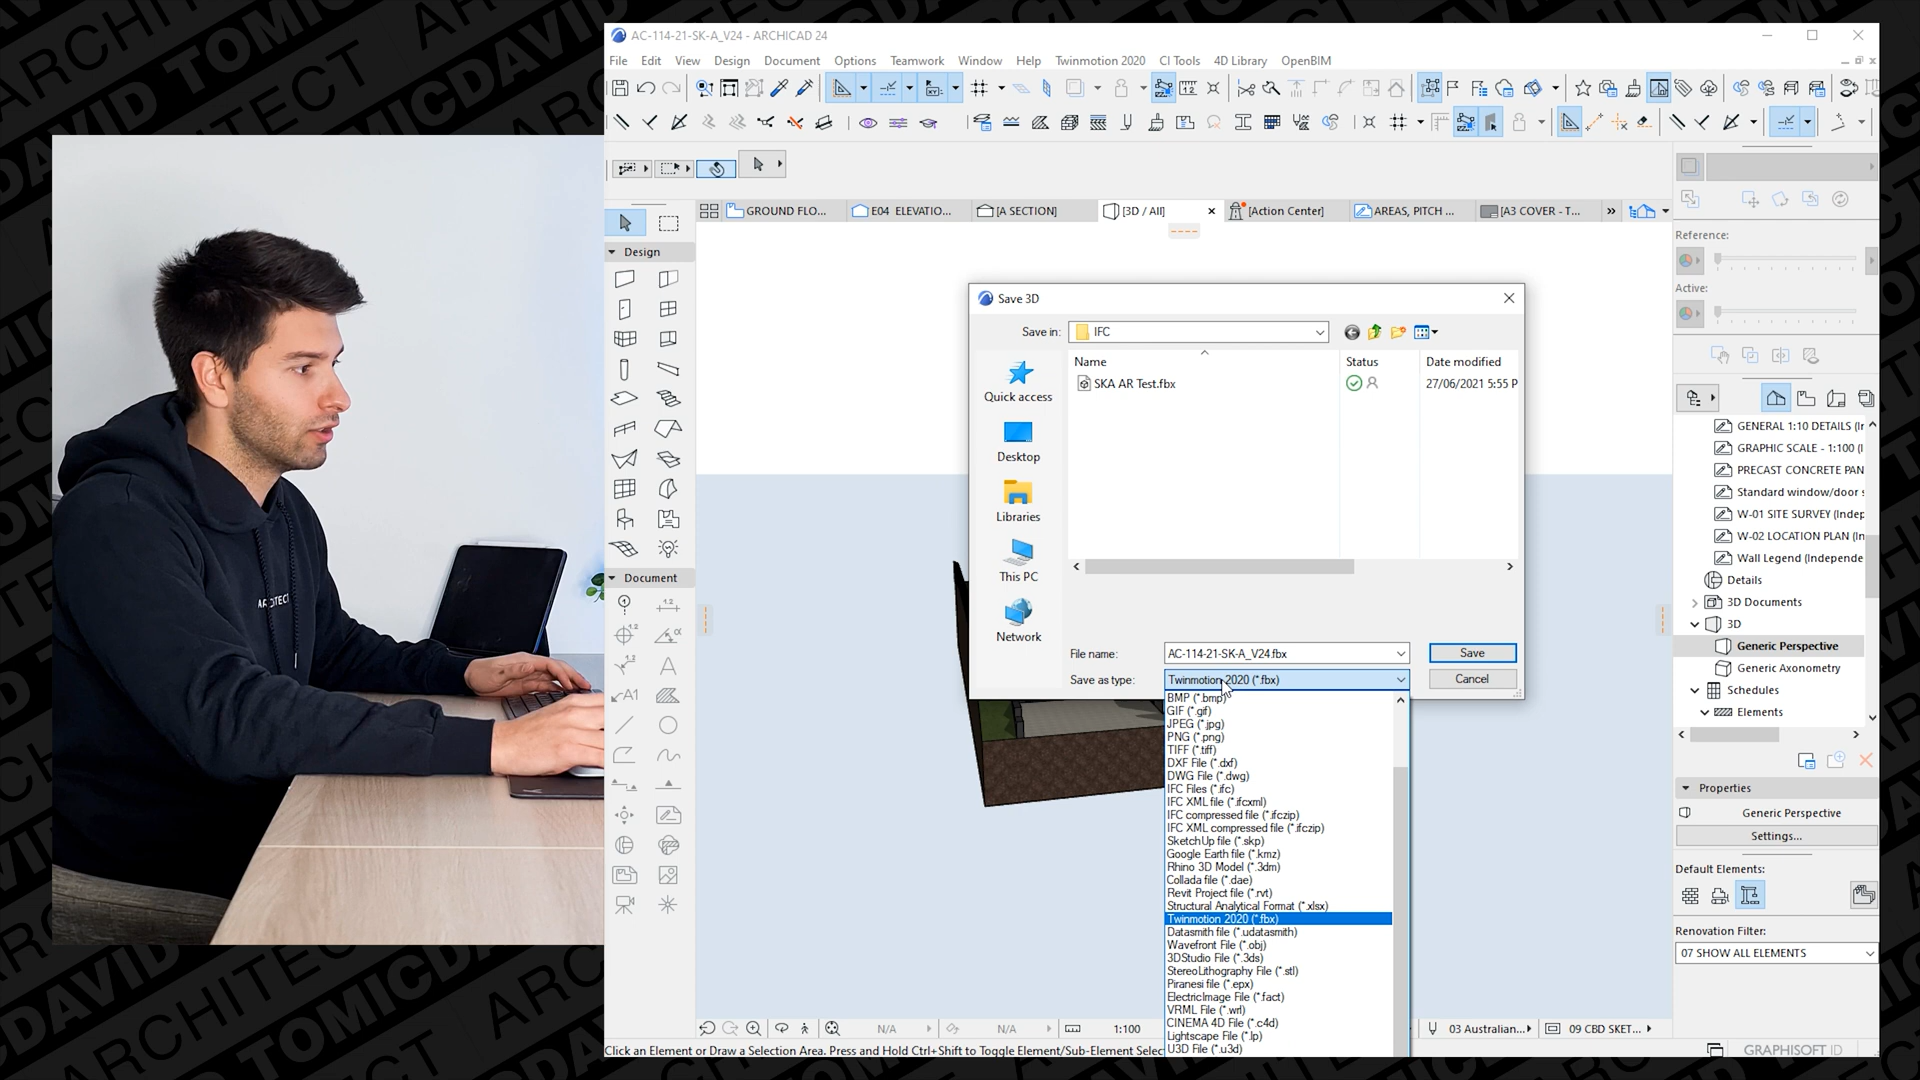 AC-114-21-SK-A_V24 - ARCHICAD 24
File Edit View Design Document Options Teamwork Window Help Twinmotion 2020 CI Tools 4D Library OpenBIM
GROUND FLO...
E04 ELEVATIO...
[A SECTION]
[3D / All]
[Action Center]
AREAS, PITCH ...
[A3 COVER - T...
Design
Document
Save 3D
Save in:
IFC
Name
Status
Date modified
SKA AR Test.fbx
27/06/2021 5:55 P
Quick access
Desktop
Libraries
This PC
Network
File name:
AC-114-21-SK-A_V24.fbx
Save
Save as type:
Twinmotion 2020 (*.fbx)
Cancel
BMP (*.bmp)
GIF (*.gif)
JPEG (*.jpg)
PNG (*.png)
TIFF (*.tiff)
DXF File (*.dxf)
DWG File (*.dwg)
IFC Files (*.ifc)
IFC XML file (*.ifcxml)
IFC compressed file (*.ifczip)
IFC XML compressed file (*.ifczip)
SketchUp file (*.skp)
Google Earth file (*.kmz)
Rhino 3D Model (*.3dm)
Collada file (*.dae)
Revit Project file (*.rvt)
Structural Analytical Format (*.xlsx)
Twinmotion 2020 (*.fbx)
Datasmith file (*.udatasmith)
Wavefront File (*.obj)
3DStudio File (*.3ds)
StereoLithography File (*.stl)
Piranesi file (*.epx)
ElectricImage File (*.fact)
VRML File (*.wrl)
CINEMA 4D File (*.c4d)
Lightscape File (*.lp)
U3D File (*.u3d)
Reference:
Active:
GENERAL 1:10 DETAILS (Ir
GRAPHIC SCALE - 1:100 (I
PRECAST CONCRETE PAN
Standard window/door s
W-01 SITE SURVEY (Indep
W-02 LOCATION PLAN (In
Wall Legend (Independe
Details
3D Documents
3D
Generic Perspective
Generic Axonometry
Schedules
Elements
Properties
Generic Perspective
Settings...
Default Elements:
Renovation Filter:
07 SHOW ALL ELEMENTS
N/A
N/A
1:100
03 Australian...
09 CBD SKET...
Click an Element or Draw a Selection Area. Press and Hold Ctrl+Shift to Toggle Element/Sub-Element Selec
GRAPHISOFT ID
ARCHITECT
DAVID TOMIC